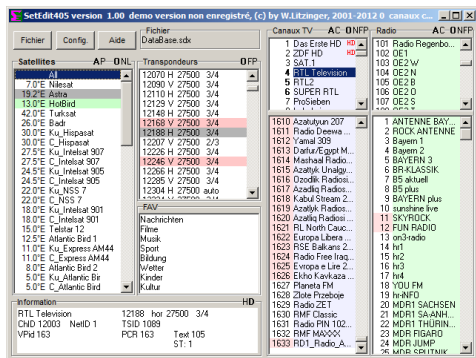 SetEdit405 version 1.00 demo version non enregistré, (c) by W.Litzinger, 2001-2012 0 canaux c...
Fichier Config. Aide
Fichier
DataBase.sdx
Satellites AP ONL
All
7.0°E Nilesat
19.2°E Astra
13.0°E HotBird
42.0°E Turksat
26.0°E Badr
30.0°E Ku_Hispasat
30.0°E C_Hispasat
27.5°E Ku_Intelsat 907
27.5°E C_Intelsat 907
24.5°E Ku_Intelsat 905
24.5°E C_Intelsat 905
22.0°E Ku_NSS 7
22.0°E C_NSS 7
18.0°E Ku_Intelsat 901
18.0°E C_Intelsat 901
15.0°E Telstar 12
12.5°E Atlantic Bird 1
11.0°E Ku_Express AM44
11.0°E C_Express AM44
8.0°E Atlantic Bird 2
5.0°E Ku_Atlantic Bir
5.0°E C_Atlantic Bird
Transpondeurs OFP
12070 H 27500 3/4
12090 V 27500 3/4
12110 H 27500 3/4
12129 V 27500 3/4
12148 H 27500 3/4
12168 V 27500 3/4
12188 H 27500 3/4
12207 V 27500 2/3
12226 H 27500 3/4
12246 V 27500 3/4
12266 H 27500 3/4
12285 V 27500 3/4
12304 H 27500 auto
FAV
Nachrichten
Filme
Musik
Sport
Bildung
Wetter
Kinder
Kultur
Canaux TV AC ONFP
1 Das Erste HD HD
2 ZDF HD HD
3 SAT.1
4 RTL Television
5 RTL2
6 SUPER RTL
7 ProSieben
1610 Azatutyun 207
1611 Radio Deewa ...
1612 Yamal 309
1613 Darfur/Egypt M...
1614 Mashaal Radio...
1615 Azattyk Unalgy...
1616 Ozodlik Radiosi...
1617 Azadliq Radios...
1618 Kabul Stream 2...
1619 Azatlyk Radios...
1620 Azatliq Radiosi ...
1621 RL North Cauc...
1622 Europa Libera ...
1623 RSE Balkans 2...
1624 Radio Free Iraq...
1625 Evropa e Lire 2...
1626 Ekho Kavkaza ...
1627 Planeta FM
1628 Zlote Przeboje
1629 Radio ZET
1630 RMF Classic
1631 Radio PIN 102...
1632 RMF MAXXX
1633 RD1_Radio_A...
Radio AC ONFP
101 Radio Regenbo...
102 OE1
103 OE2 W
104 OE2 N
105 OE2 B
106 OE2 O
107 OE2 S
1 ANTENNE BAY...
2 ROCK ANTENNE
3 Bayern 1
4 Bayern 2
5 BAYERN 3
6 BR-KLASSIK
7 B5 aktuell
8 B5 plus
9 BAYERN plus
10 sunshine live
11 SKYROCK
12 FUN RADIO
13 on3-radio
14 hr1
15 hr2
16 hr3
17 hr4
18 YOU FM
19 hr-iNFO
20 MDR1 SACHSEN
21 MDR1 SA-ANH...
22 MDR1 THÜRIN...
23 MDR FIGARO
24 MDR JUMP
25 MDR SPUTNIK
Information HD-
RTL Television 12188 hor 27500 3/4
ChID 12003 NetID 1 TSID 1089
VPid 163 PCR 163 Text 105
ST: 1